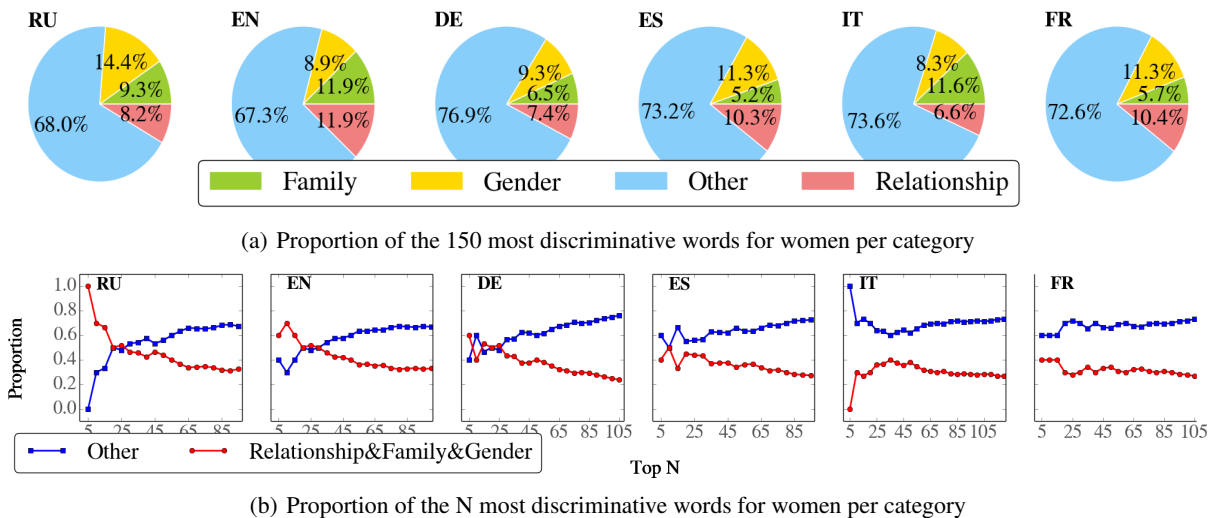 RU EN DE ES IT FR
14.4% 8.9% 9.3% 11.3% 8.3% 11.3%
9.3% 11.9% 6.5% 5.2% 11.6% 5.7%
8.2% 11.9% 7.4% 10.3% 6.6% 10.4%
68.0% 67.3% 76.9% 73.2% 73.6% 72.6%
Family Gender Other Relationship
(a) Proportion of the 150 most discriminative words for women per category
RU EN DE ES IT FR
Proportion
1.0
0.8
0.6
0.4
0.2
0.0
5 25 45 65 85 5 25 45 65 85 5 25 45 65 85 105 5 25 45 65 85 5 25 45 65 85 105 5 25 45 65 85 105
Other Relationship&Family&Gender
Top N
(b) Proportion of the N most discriminative words for women per category